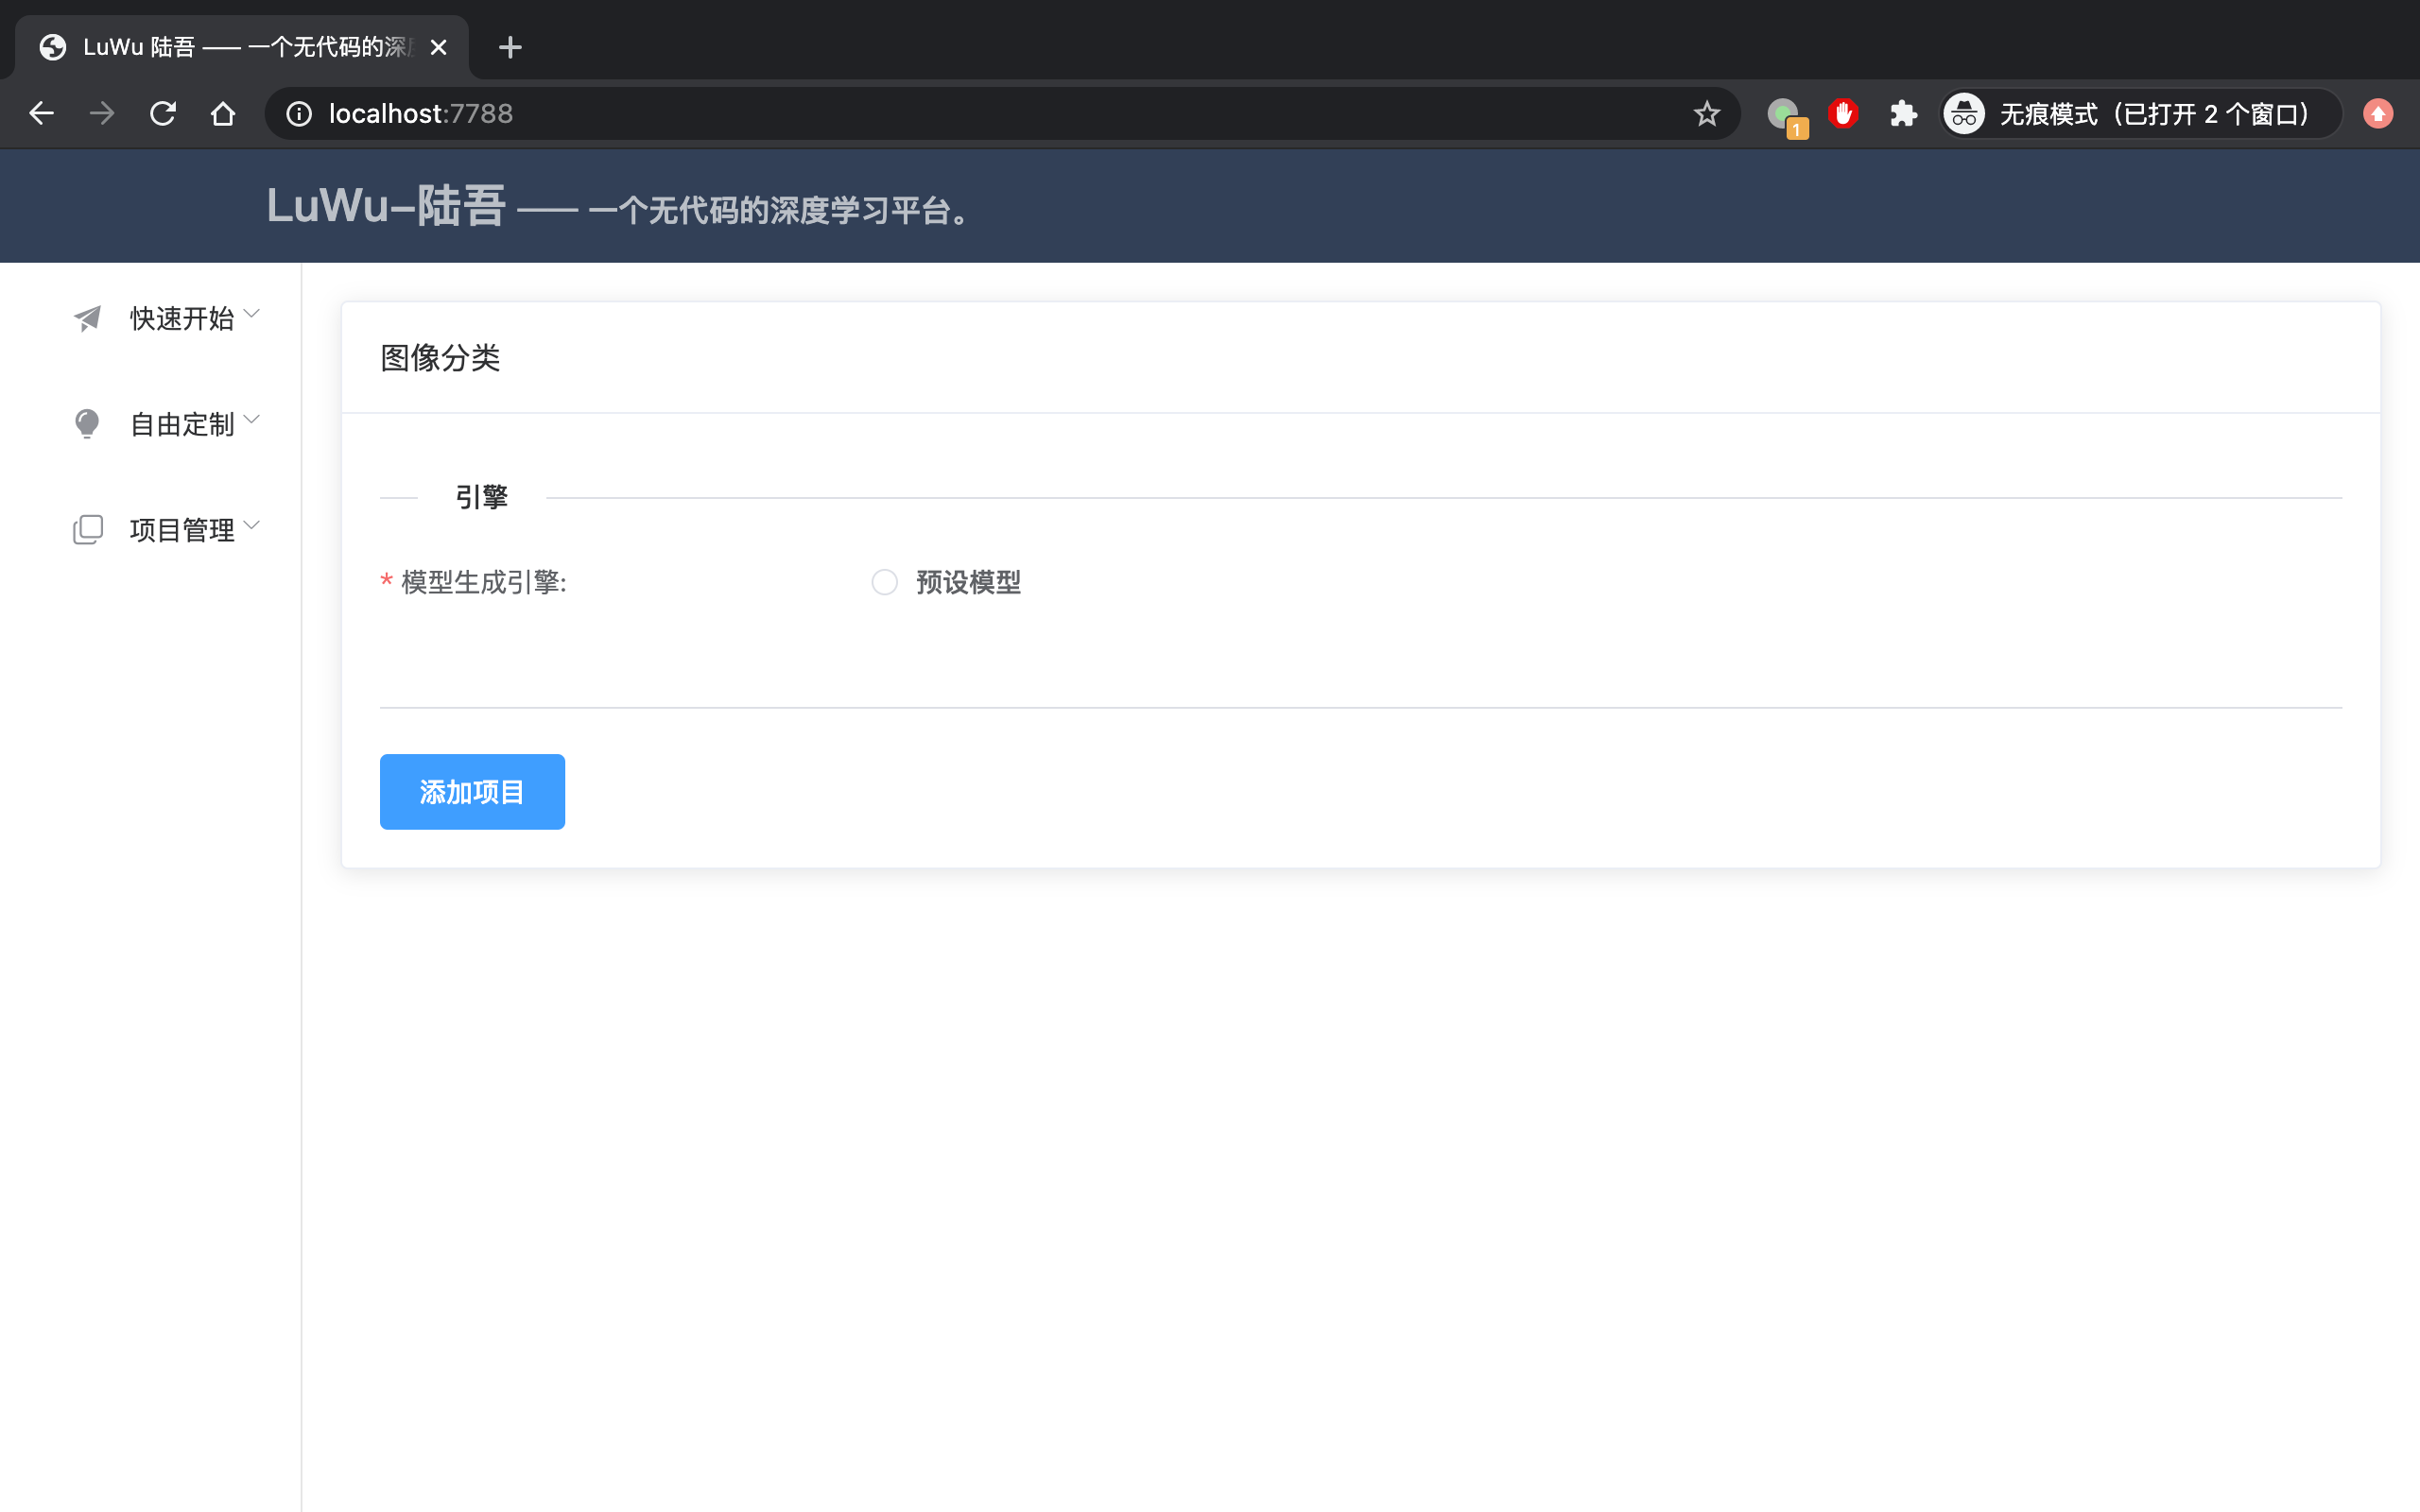 LuWu 陆吾 —— 一个无代码的深
localhost:7788
1
无痕模式（已打开 2 个窗口）
LuWu-陆吾 —— 一个无代码的深度学习平台。
快速开始
自由定制
项目管理
图像分类
引擎
* 模型生成引擎:
预设模型
添加项目